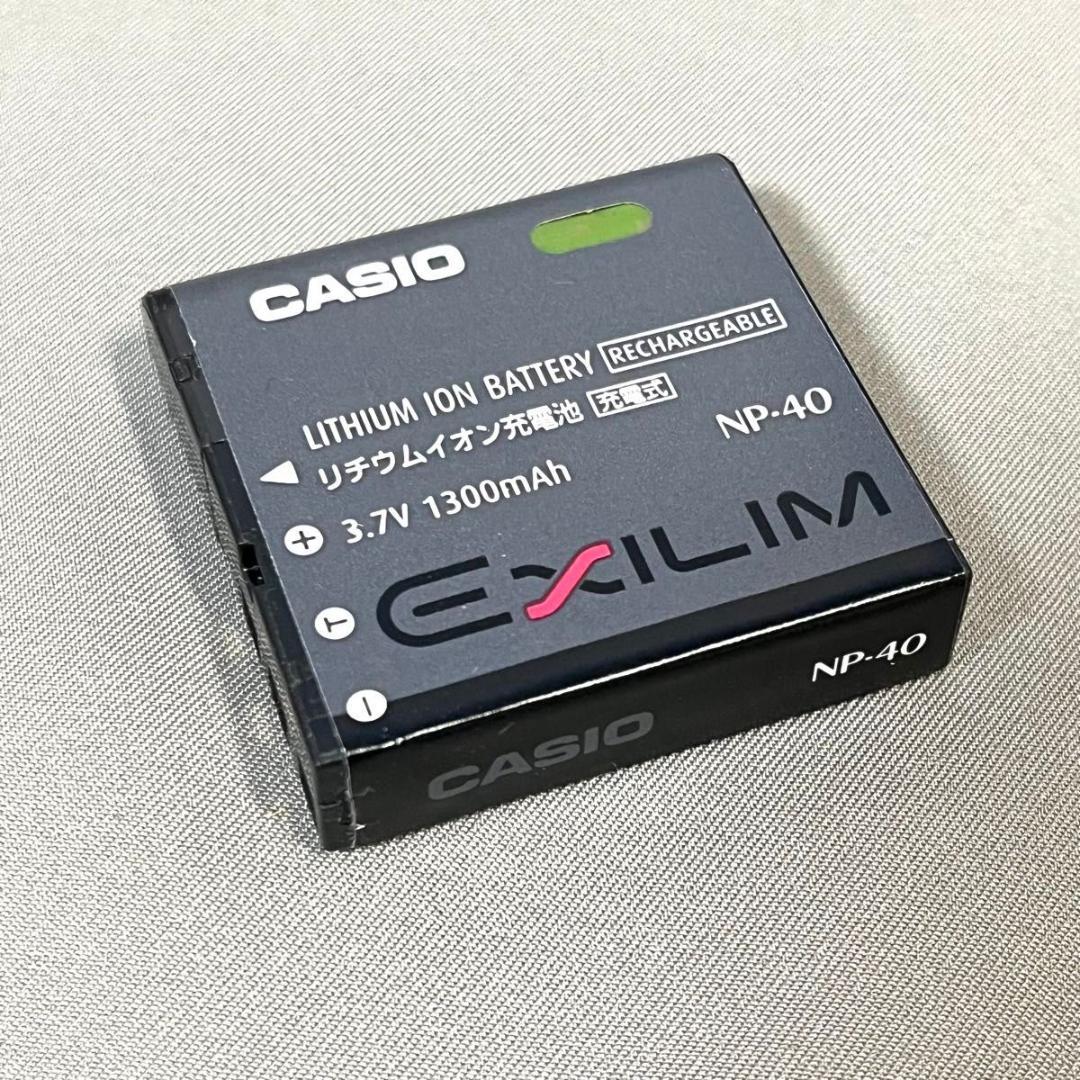 CASIO
LITHIUM ION BATTERY RECHARGEABLE
リチウムイオン充電池 充電式
NP-40
+ 3.7V 1300mAh
EXILIM
T
−
CASIO
NP-40